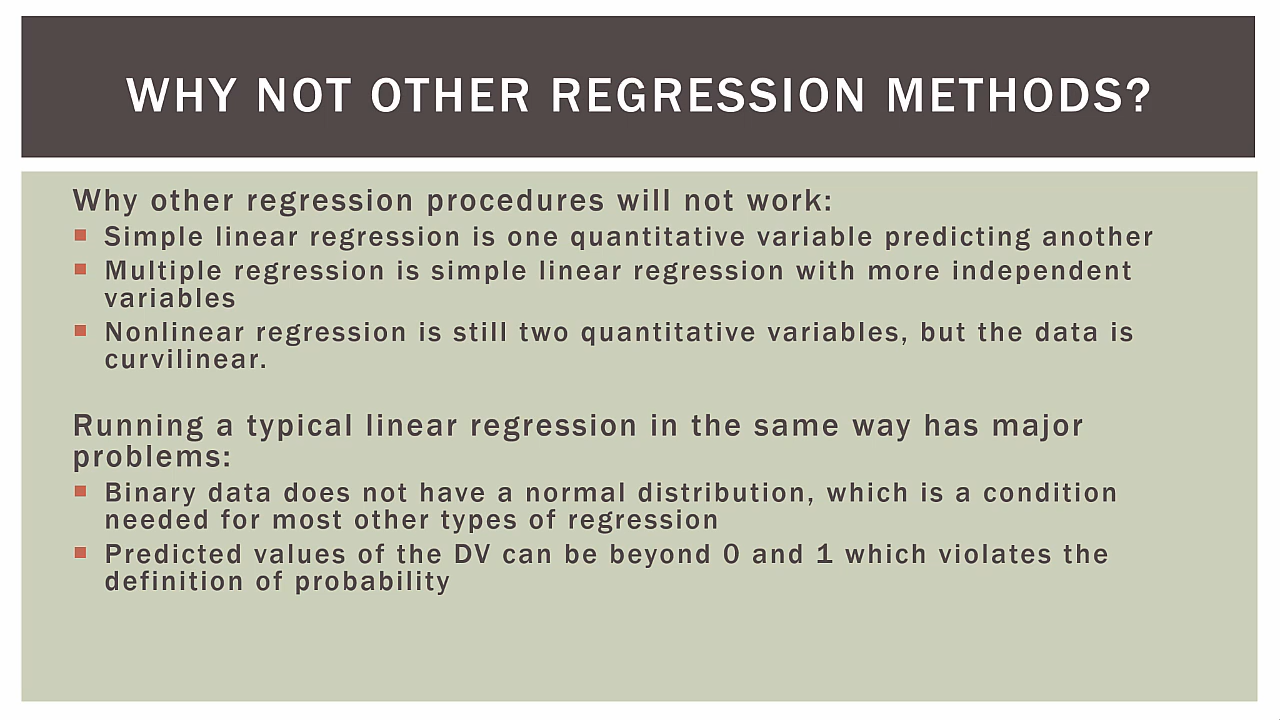 WHY NOT OTHER REGRESSION METHODS?
Why other regression procedures will not work:
Simple linear regression is one quantitative variable predicting another
Multiple regression is simple linear regression with more independent
variables
Nonlinear regression is still two quantitative variables, but the data is
curvilinear.
Running a typical linear regression in the same way has major
problems:
Binary data does not have a normal distribution, which is a condition
needed for most other types of regression
Predicted values of the DV can be beyond 0 and 1 which violates the
definition of probability